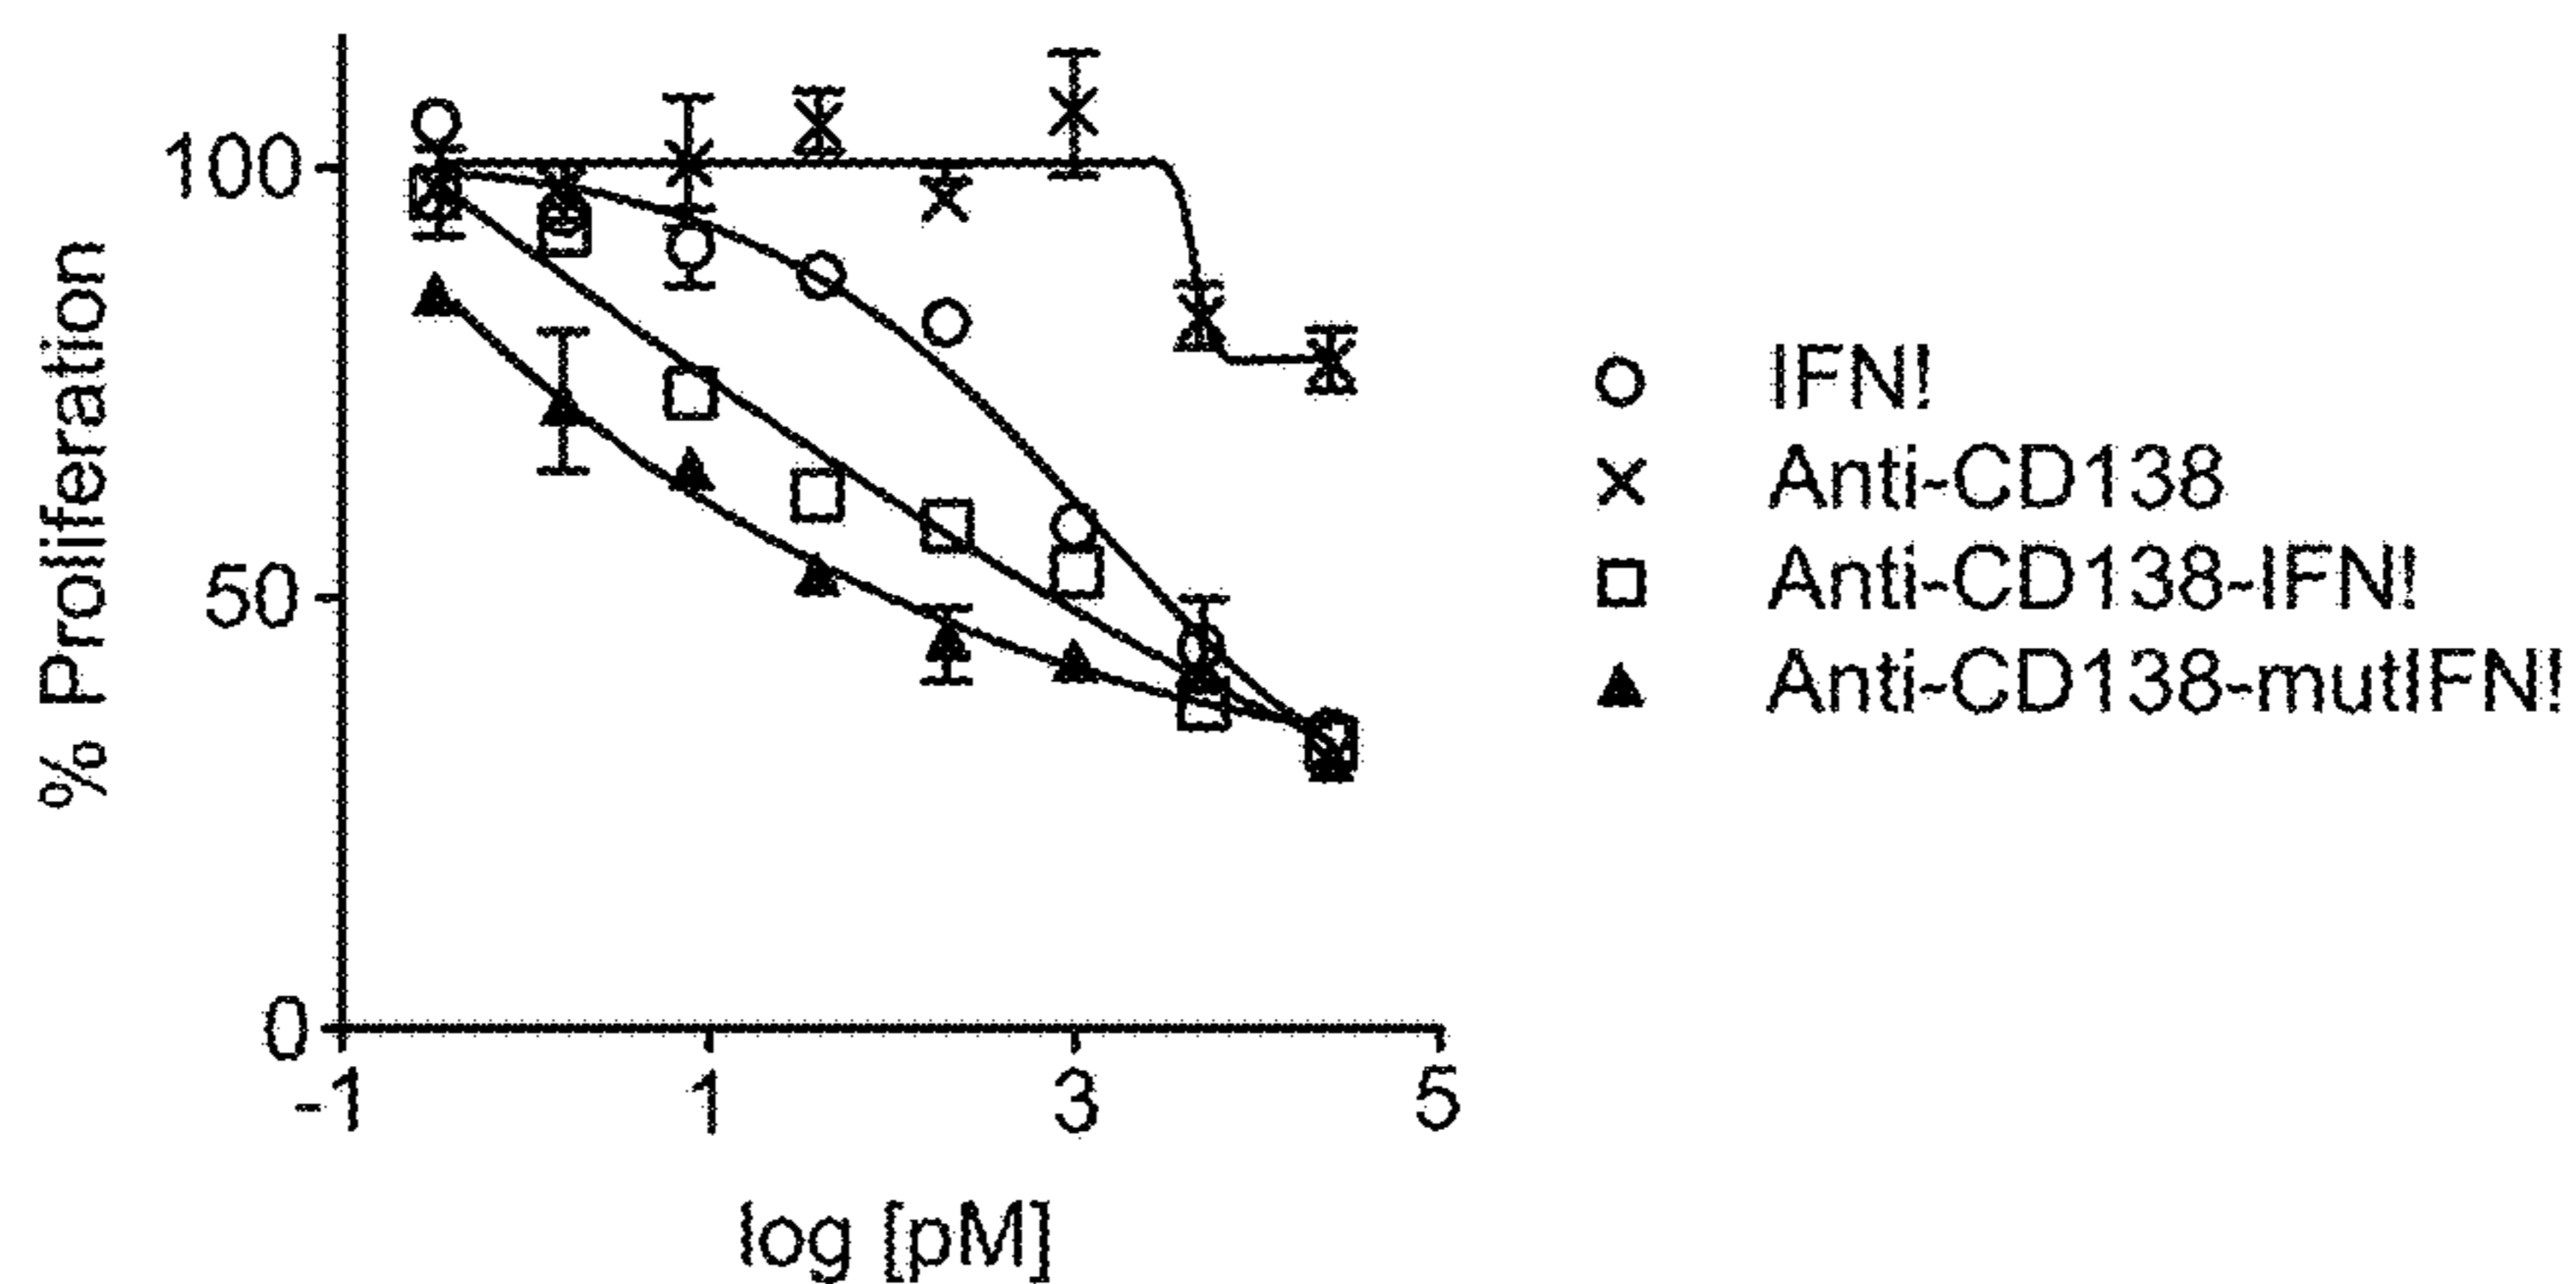 % Proliferation
100
50
0
-1
1
3
5
log [pM]
IFN!
Anti-CD138
Anti-CD138-IFN!
Anti-CD138-mutIFN!